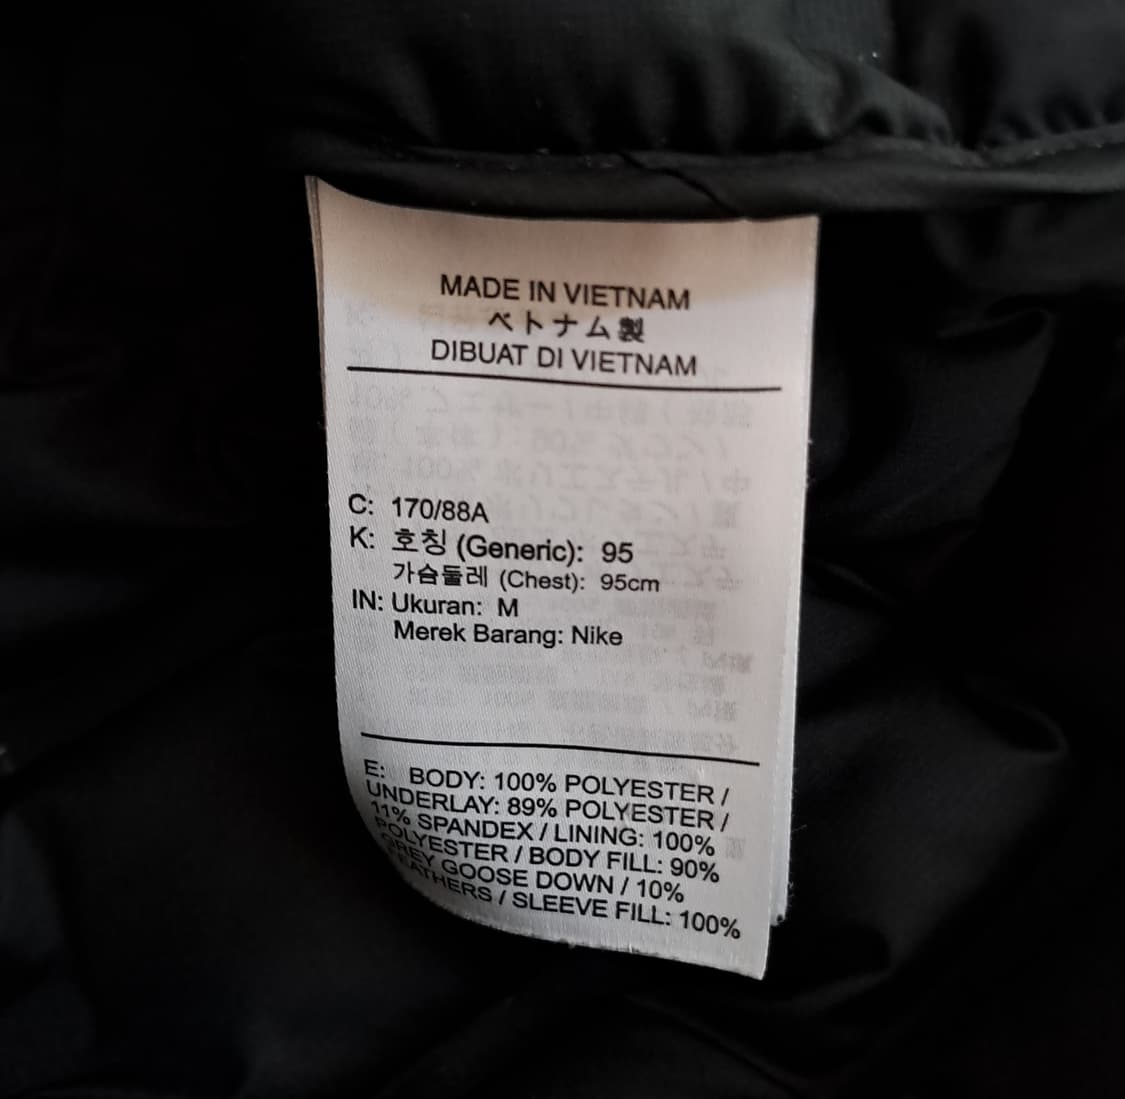 MADE IN VIETNAM
ベトナム製
DIBUAT DI VIETNAM
C: 170/88A
K: 호칭 (Generic): 95
가슴둘레 (Chest): 95cm
IN: Ukuran: M
Merek Barang: Nike
E: BODY: 100% POLYESTER /
UNDERLAY: 89% POLYESTER /
11% SPANDEX / LINING: 100%
POLYESTER / BODY FILL: 90%
GREY GOOSE DOWN / 10%
FEATHERS / SLEEVE FILL: 100%